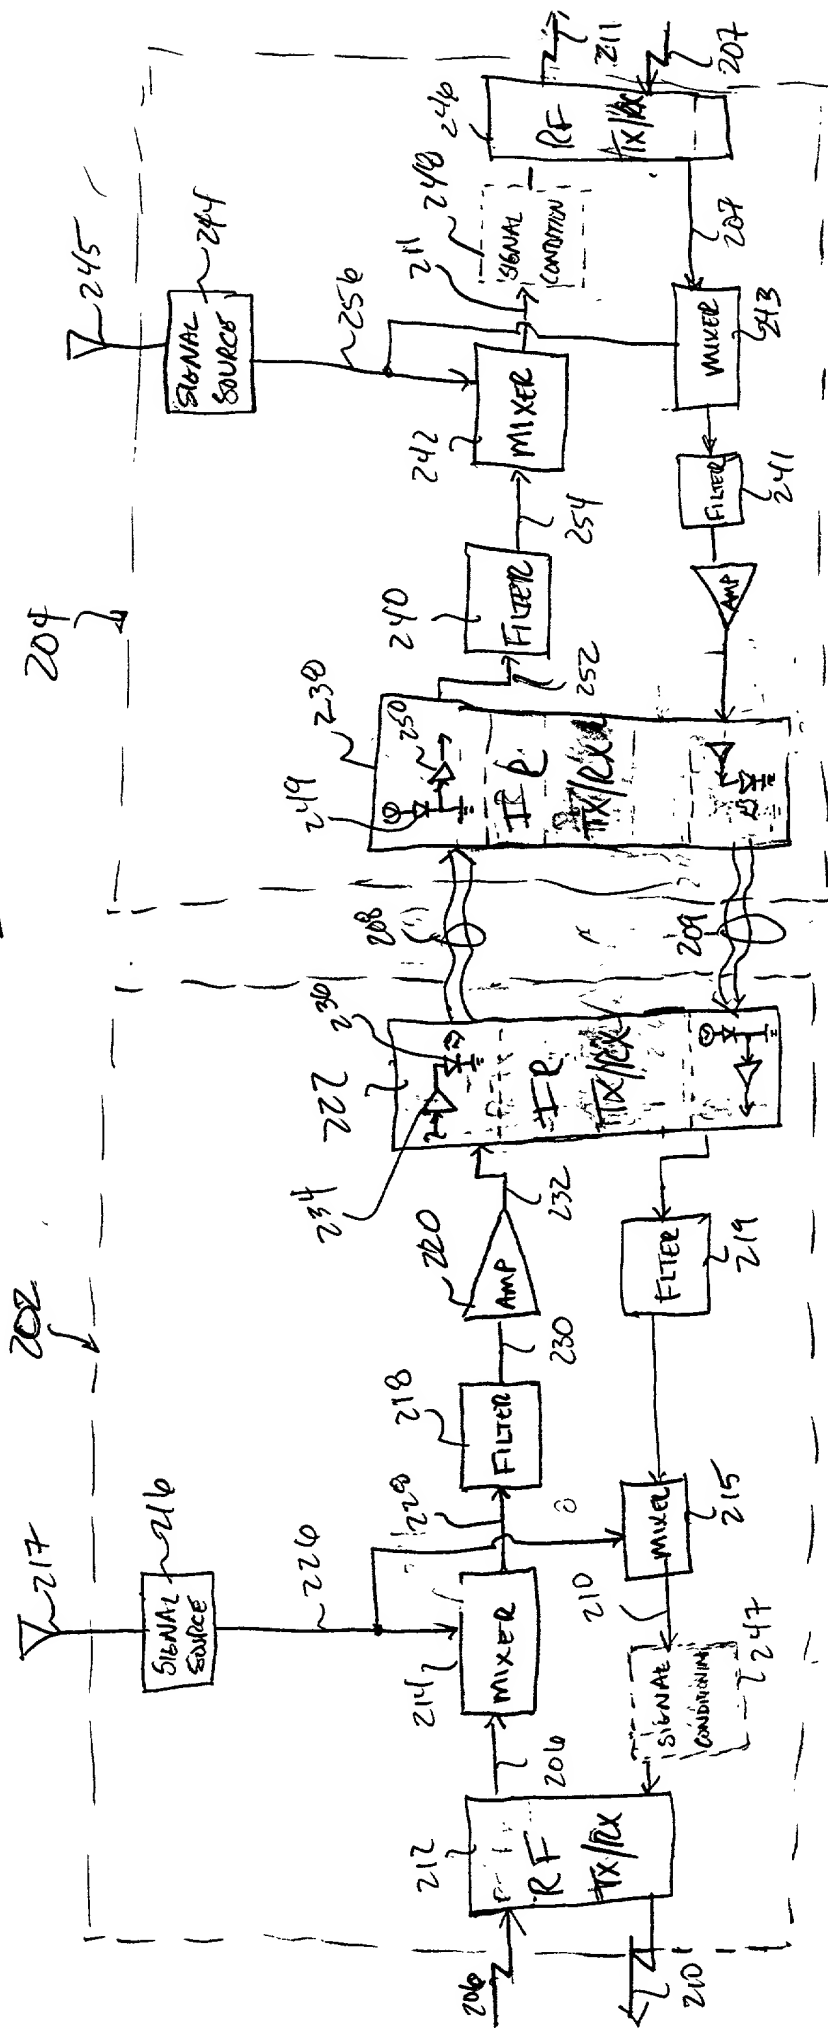 202
204
217
216
SIGNAL
SOURCE
226
245
244
SIGNAL
SOURCE
256
206
212
RF
TX/RX
206
214
MIXER
228
218
FILTER
230
220
AMP
232
222
234
236
IR
TX/RX
208
238
249
250
IR
TX/RX
252
240
FILTER
254
242
MIXER
211
248
SIGNAL
CONDITION
246
RF
TX/RX
211
207
210
247
SIGNAL
CONDITIONING
210
MIXER
215
FILTER
219
209
AMP
FILTER
241
MIXER
243
207